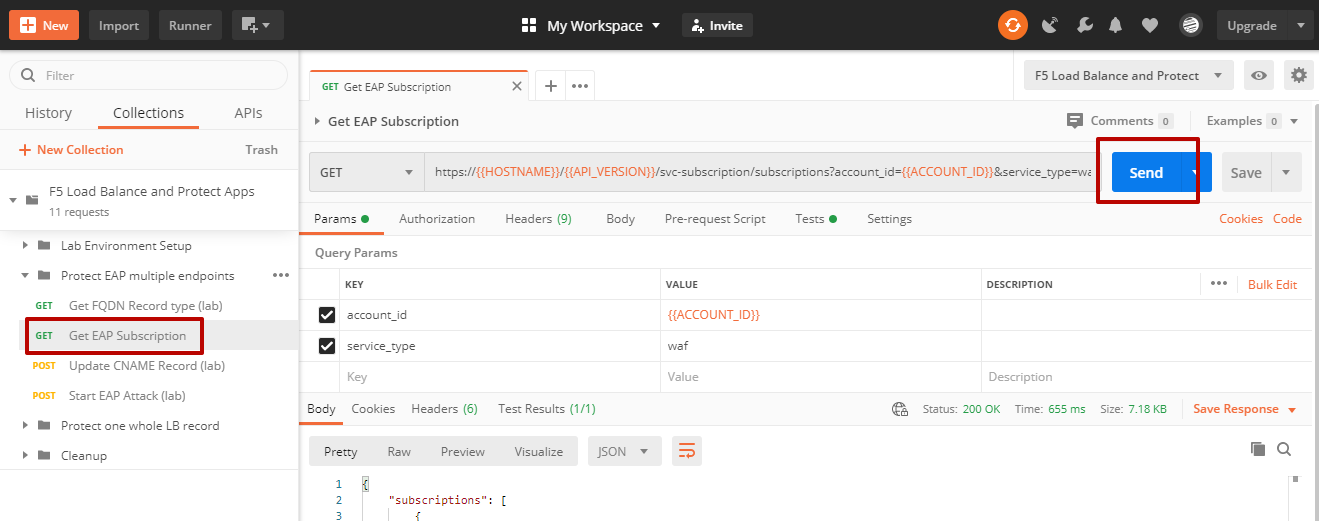 New
Import
Runner
My Workspace
Invite
Upgrade
Filter
History
Collections
APIs
New Collection
Trash
F5 Load Balance and Protect Apps
11 requests
Lab Environment Setup
Protect EAP multiple endpoints
GET Get FQDN Record type (lab)
GET Get EAP Subscription
POST Update CNAME Record (lab)
POST Start EAP Attack (lab)
Protect one whole LB record
Cleanup
GET Get EAP Subscription
F5 Load Balance and Protect
Get EAP Subscription
Comments 0
Examples 0
GET
https://{{HOSTNAME}}/{{API_VERSION}}/svc-subscription/subscriptions?account_id={{ACCOUNT_ID}}&service_type=wa
Send
Save
Params
Authorization
Headers (9)
Body
Pre-request Script
Tests
Settings
Cookies
Code
Query Params
KEY VALUE DESCRIPTION
Bulk Edit
account_id {{ACCOUNT_ID}}
service_type waf
Key Value Description
Body
Cookies
Headers (6)
Test Results (1/1)
Status: 200 OK
Time: 655 ms
Size: 7.18 KB
Save Response
Pretty
Raw
Preview
Visualize
JSON
1 {
2 "subscriptions": [
3 {